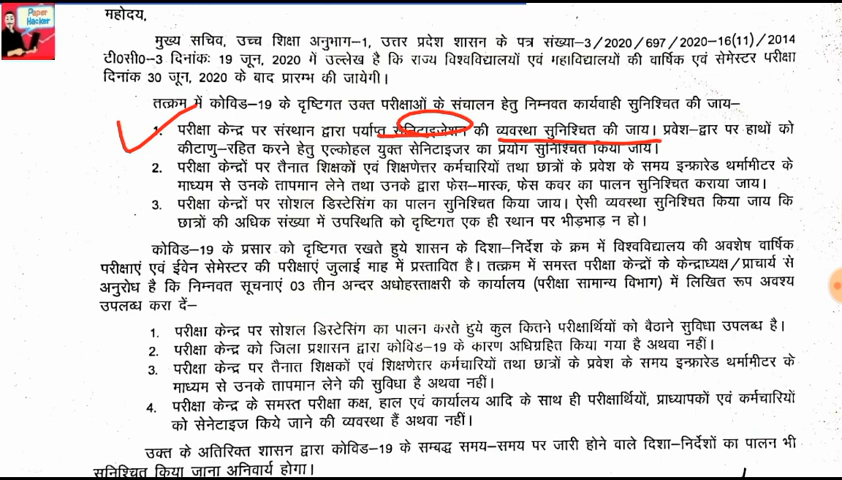 Paper
Hacker
महोदय,
मुख्य सचिव, उच्च शिक्षा अनुभाग-1, उत्तर प्रदेश शासन के पत्र संख्या-3/2020/697/2020-16(11)/2014
टी0सी0-3 दिनांकः 19 जून, 2020 में उल्लेख है कि राज्य विश्वविद्यालयों एवं महाविद्यालयों की वार्षिक एवं सेमेस्टर परीक्षा
दिनांक 30 जून, 2020 के बाद प्रारम्भ की जायेगी।
तत्क्रम में कोविड-19 के दृष्टिगत उक्त परीक्षाओं के संचालन हेतु निम्नवत कार्यवाही सुनिश्चित की जाय–
1. परीक्षा केन्द्र पर संस्थान द्वारा पर्याप्त सेनिटाइजेशन की व्यवस्था सुनिश्चित की जाय। प्रवेश-द्वार पर हाथों को
कीटाणु-रहित करने हेतु एल्कोहल युक्त सेनिटाइजर का प्रयोग सुनिश्चित किया जाय।
2. परीक्षा केन्द्रों पर तैनात शिक्षकों एवं शिक्षणेत्तर कर्मचारियों तथा छात्रों के प्रवेश के समय इन्फ्रारेड थर्मामीटर के
माध्यम से उनके तापमान लेने तथा उनके द्वारा फेस-मास्क, फेस कवर का पालन सुनिश्चित कराया जाय।
3. परीक्षा केन्द्रों पर सोशल डिस्टेसिंग का पालन सुनिश्चित किया जाय। ऐसी व्यवस्था सुनिश्चित किया जाय कि
छात्रों की अधिक संख्या में उपस्थिति को दृष्टिगत एक ही स्थान पर भीड़भाड़ न हो।
कोविड-19 के प्रसार को दृष्टिगत रखते हुये शासन के दिशा-निर्देश के क्रम में विश्वविद्यालय की अवशेष वार्षिक
परीक्षाएं एवं ईवेन सेमेस्टर की परीक्षाएं जुलाई माह में प्रस्तावित है। तत्क्रम में समस्त परीक्षा केन्द्रों के केन्द्राध्यक्ष/प्राचार्य से
अनुरोध है कि निम्नवत सूचनाएं 03 तीन अन्दर अधोहस्ताक्षरी के कार्यालय (परीक्षा सामान्य विभाग) में लिखित रूप अवश्य
उपलब्ध करा दें–
1. परीक्षा केन्द्र पर सोशल डिस्टेसिंग का पालन करते हुये कुल कितने परीक्षार्थियों को बैठाने सुविधा उपलब्ध है।
2. परीक्षा केन्द्र को जिला प्रशासन द्वारा कोविड-19 के कारण अधिग्रहित किया गया है अथवा नहीं।
3. परीक्षा केन्द्र पर तैनात शिक्षकों एवं शिक्षणेत्तर कर्मचारियों तथा छात्रों के प्रवेश के समय इन्फ्रारेड थर्मामीटर के
माध्यम से उनके तापमान लेने की सुविधा है अथवा नहीं।
4. परीक्षा केन्द्र के समस्त परीक्षा कक्ष, हाल एवं कार्यालय आदि के साथ ही परीक्षार्थियों, प्राध्यापकों एवं कर्मचारियों
को सेनेटाइज किये जाने की व्यवस्था हैं अथवा नहीं।
उक्त के अतिरिक्त शासन द्वारा कोविड-19 के सम्बद्ध समय-समय पर जारी होने वाले दिशा-निर्देशों का पालन भी
सुनिश्चित किया जाना अनिवार्य होगा।